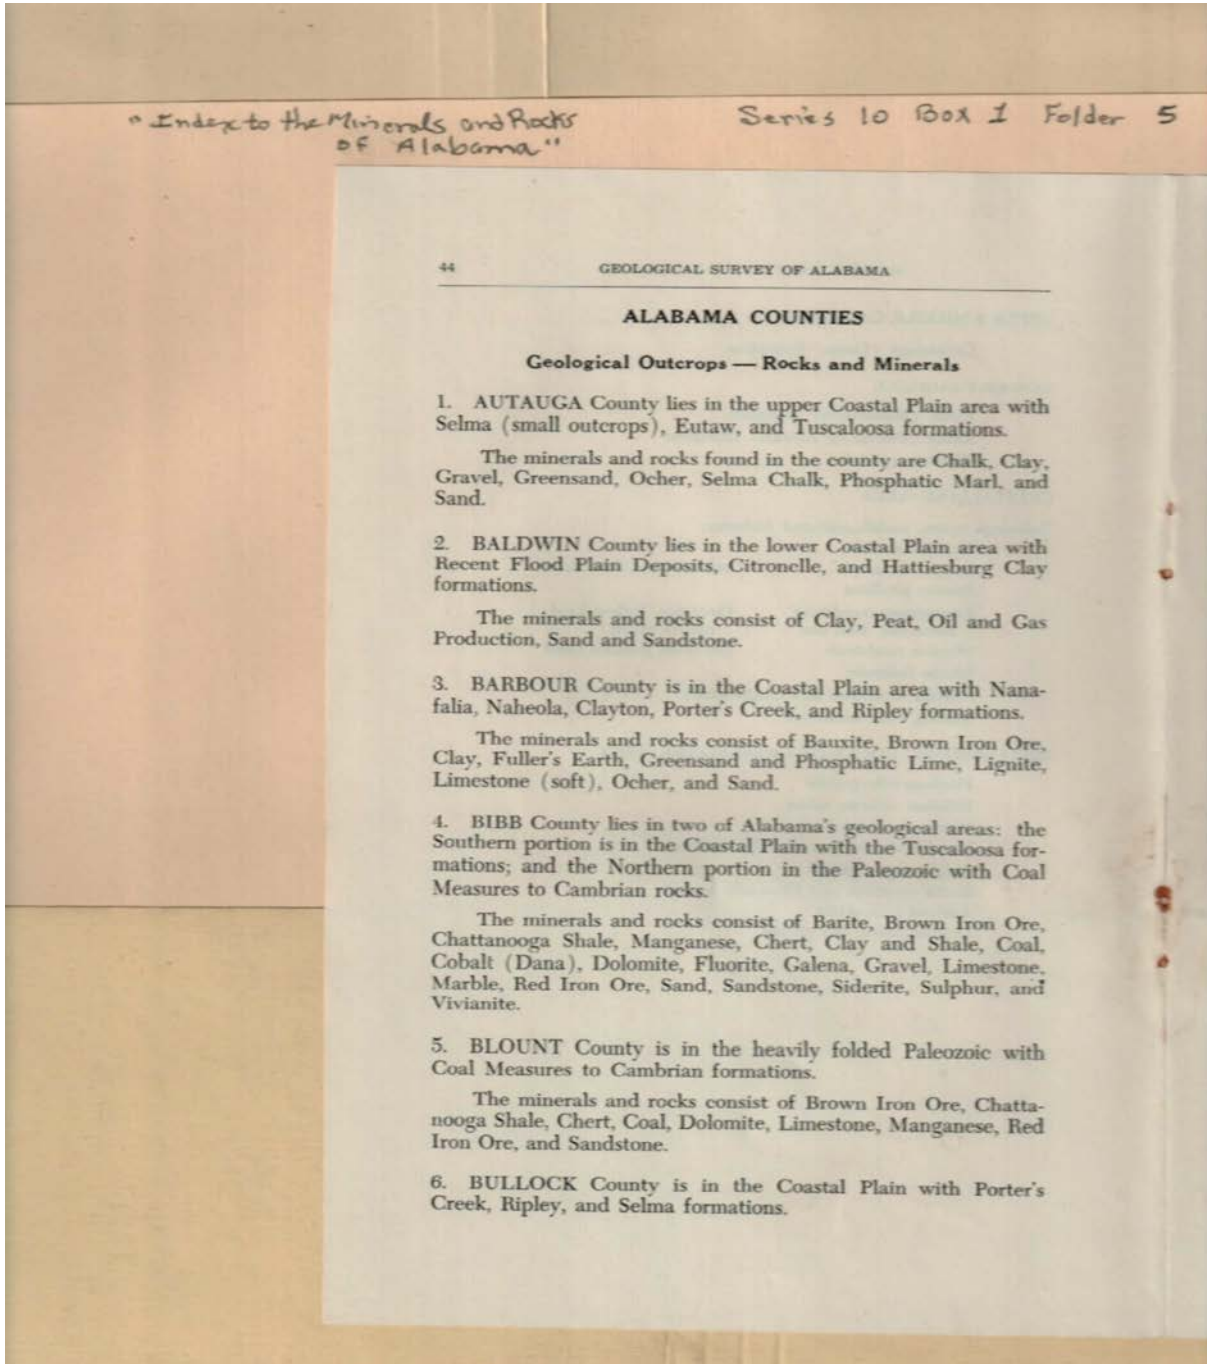 "Index to the Minerals and Rocks
of Alabama"
Series 10 Box 1 Folder 5
44
GEOLOGICAL SURVEY OF ALABAMA
ALABAMA COUNTIES
Geological Outcrops — Rocks and Minerals
1. AUTAUGA County lies in the upper Coastal Plain area with
Selma (small outcrops), Eutaw, and Tuscaloosa formations.
The minerals and rocks found in the county are Chalk, Clay,
Gravel, Greensand, Ocher, Selma Chalk, Phosphatic Marl, and
Sand.
2. BALDWIN County lies in the lower Coastal Plain area with
Recent Flood Plain Deposits, Citronelle, and Hattiesburg Clay
formations.
The minerals and rocks consist of Clay, Peat, Oil and Gas
Production, Sand and Sandstone.
3. BARBOUR County is in the Coastal Plain area with Nana-
falia, Naheola, Clayton, Porter's Creek, and Ripley formations.
The minerals and rocks consist of Bauxite, Brown Iron Ore,
Clay, Fuller's Earth, Greensand and Phosphatic Lime, Lignite,
Limestone (soft), Ocher, and Sand.
4. BIBB County lies in two of Alabama's geological areas: the
Southern portion is in the Coastal Plain with the Tuscaloosa for-
mations; and the Northern portion in the Paleozoic with Coal
Measures to Cambrian rocks.
The minerals and rocks consist of Barite, Brown Iron Ore,
Chattanooga Shale, Manganese, Chert, Clay and Shale, Coal,
Cobalt (Dana), Dolomite, Fluorite, Galena, Gravel, Limestone,
Marble, Red Iron Ore, Sand, Sandstone, Siderite, Sulphur, and
Vivianite.
5. BLOUNT County is in the heavily folded Paleozoic with
Coal Measures to Cambrian formations.
The minerals and rocks consist of Brown Iron Ore, Chatta-
nooga Shale, Chert, Coal, Dolomite, Limestone, Manganese, Red
Iron Ore, and Sandstone.
6. BULLOCK County is in the Coastal Plain with Porter's
Creek, Ripley, and Selma formations.